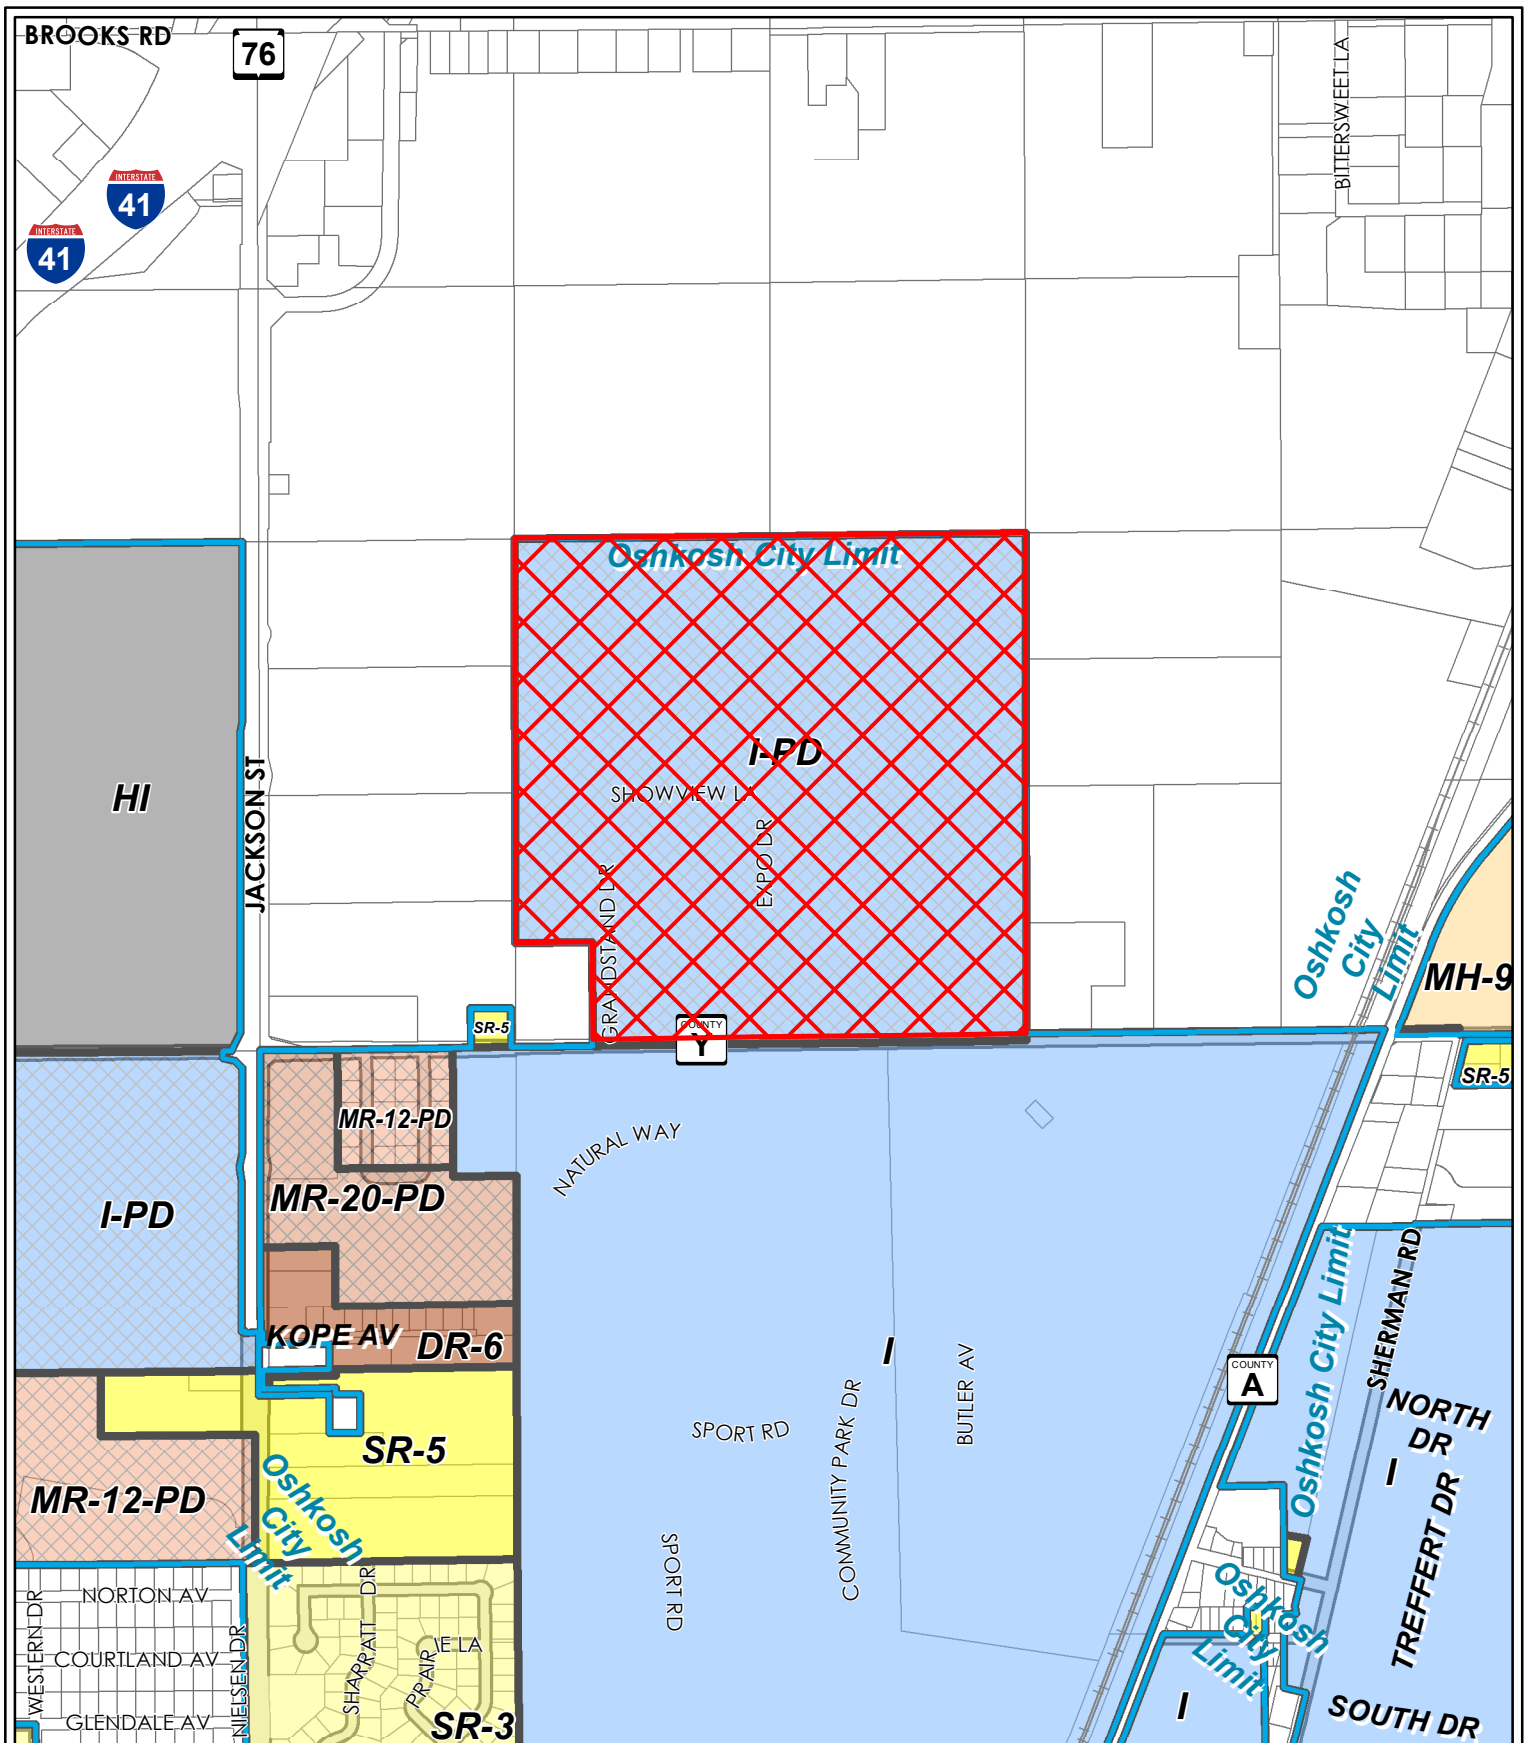 BROOKS RD
76
BITTERSWEET LA
INTERSTATE
41
INTERSTATE
41
Oshkosh City Limit
I-PD
SHOWVIEW LA
EXPO DR
GRANDSTAND DR
HI
JACKSON ST
Oshkosh
City
Limit
MH-9
SR-5
COUNTY
Y
SR-5
MR-12-PD
NATURAL WAY
MR-20-PD
I-PD
KOPE AV
DR-6
I
BUTLER AV
COUNTY
A
Oshkosh City Limit
SHERMAN RD
NORTH
DR
I
SPORT RD
COMMUNITY PARK DR
SR-5
MR-12-PD
Oshkosh
City
Limit
TREFFERT DR
SPORT RD
Oshkosh
City
Limit
NORTON AV
WESTERN DR
COURTLAND AV
NIELSEN DR
SHARRATT DR
PRAIRIE LA
GLENDALE AV
SR-3
I
SOUTH DR